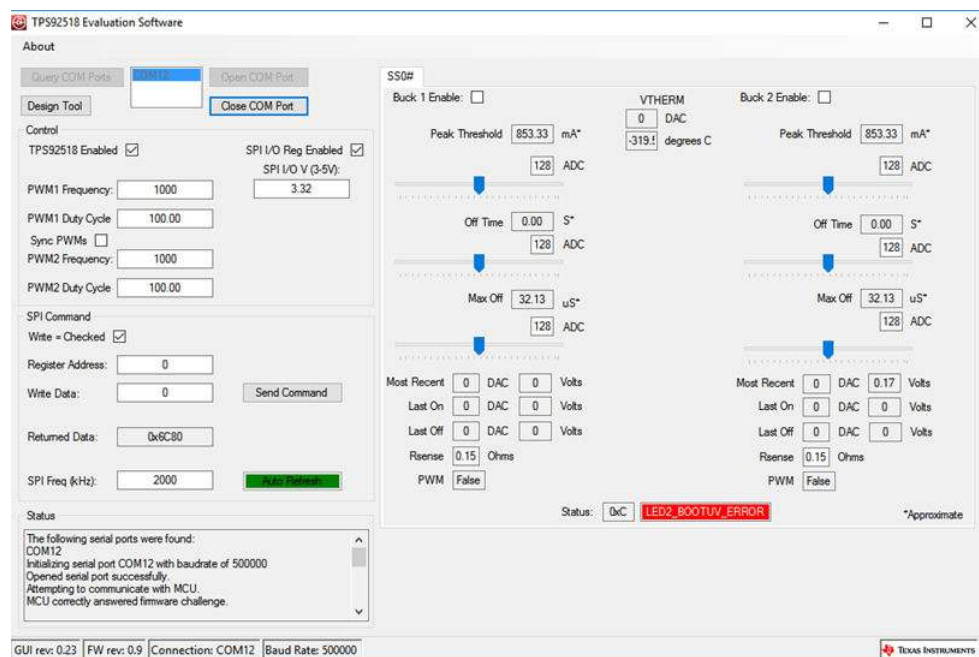 TPS92518 Evaluation Software
About
Query COM Ports
COM12
Open COM Port
Design Tool
Close COM Port
Control
TPS92518 Enabled
SPI I/O Reg Enabled
SPI I/O V (3-5V):
3.32
PWM1 Frequency: 1000
PWM1 Duty Cycle 100.00
Sync PWMs
PWM2 Frequency: 1000
PWM2 Duty Cycle 100.00
SPI Command
Write = Checked
Register Address: 0
Write Data: 0
Send Command
Returned Data: 0x6C80
SPI Freq (kHz): 2000
Auto Refresh
Status
The following serial ports were found:
COM12
Initializing serial port COM12 with baudrate of 500000
Opened serial port successfully.
Attempting to communicate with MCU.
MCU correctly answered firmware challenge.
SS0#
Buck 1 Enable:
Peak Threshold 853.33 mA*
128 ADC
Off Time 0.00 S*
128 ADC
Max Off 32.13 uS*
128 ADC
Most Recent 0 DAC 0 Volts
Last On 0 DAC 0 Volts
Last Off 0 DAC 0 Volts
Rsense 0.15 Ohms
PWM False
VTHERM
0 DAC
degrees C
Buck 2 Enable:
Peak Threshold 853.33 mA*
128 ADC
Off Time 0.00 S*
128 ADC
Max Off 32.13 uS*
128 ADC
Most Recent 0 DAC 0.17 Volts
Last On 0 DAC 0 Volts
Last Off 0 DAC 0 Volts
Rsense 0.15 Ohms
PWM False
Status: 0xC LED2_BOOTUV_ERROR
*Approximate
GUI rev: 0.23 FW rev: 0.9 Connection: COM12 Baud Rate: 500000
TEXAS INSTRUMENTS